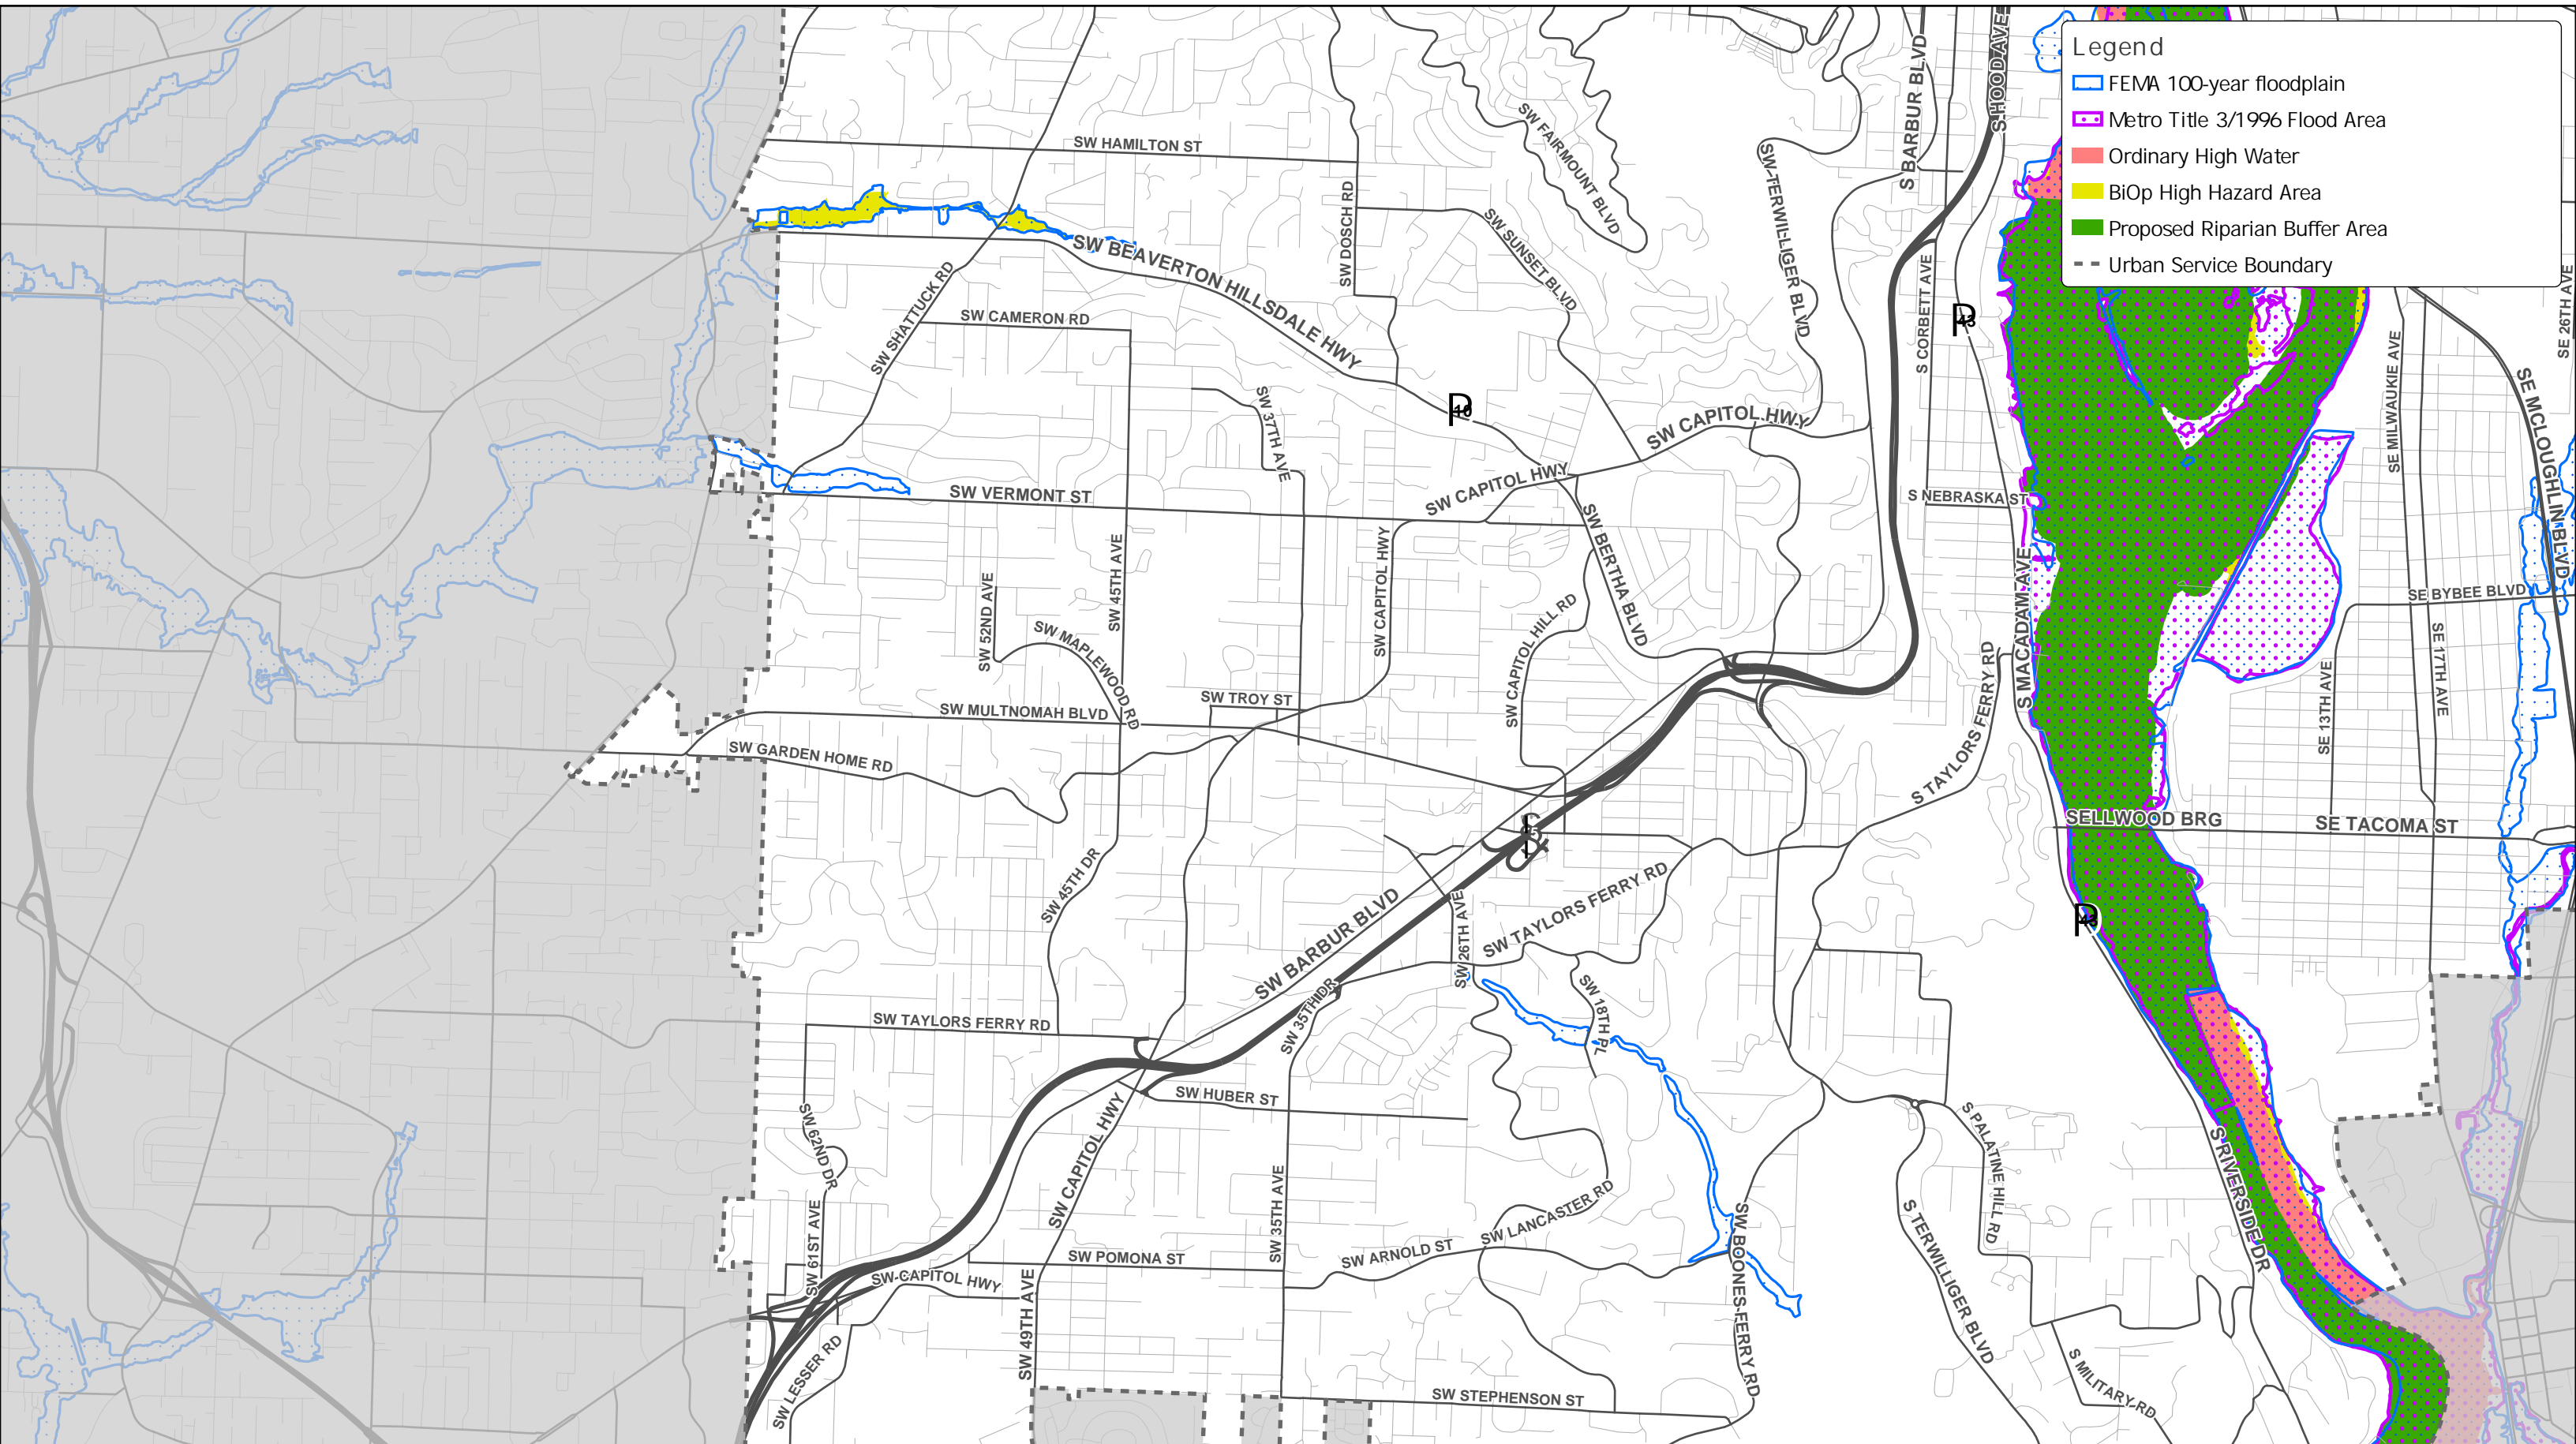 Legend
FEMA 100-year floodplain
Metro Title 3/1996 Flood Area
Ordinary High Water
BiOp High Hazard Area
Proposed Riparian Buffer Area
Urban Service Boundary
S HOOD AVE
S BARBUR BLVD
SW HAMILTON ST
SW FAIRMOUNT BLVD
SW TERWILLIGER BLVD
SW DOSCH RD
SW SUNSET BLVD
SW BEAVERTON HILLSDALE HWY
SW SHATTUCK RD
SW CAMERON RD
S CORBETT AVE
P
43
SE 26TH AVE
SE MILWAUKIE AVE
SE MCLOUGHLIN BLVD
SW 37TH AVE
P
10
SW CAPITOL HWY
SW CAPITOL HWY
SW VERMONT ST
S NEBRASKA ST
SW 45TH AVE
SW 52ND AVE
SW CAPITOL HWY
SW BERTHA BLVD
SW CAPITOL HILL RD
SW MAPLEWOOD RD
S MACADAM AVE
S TAYLORS FERRY RD
SE BYBEE BLVD
SE 17TH AVE
SE 13TH AVE
SW TROY ST
SW MULTNOMAH BLVD
SW GARDEN HOME RD
SELLWOOD BRG
SE TACOMA ST
SW 45TH DR
SW BARBUR BLVD
SW 26TH AVE
SW TAYLORS FERRY RD
P
43
SW 35TH DR
SW 18TH PL
SW TAYLORS FERRY RD
SW HUBER ST
SW 62ND DR
SW CAPITOL HWY
S PALATINE HILL RD
S RIVERSIDE DR
SW 61ST AVE
SW 35TH AVE
SW LANCASTER RD
SW ARNOLD ST
SW POMONA ST
SW CAPITOL HWY
SW BOONES FERRY RD
S TERWILLIGER BLVD
SW 49TH AVE
SW LESSER RD
SW STEPHENSON ST
S MILITARY RD